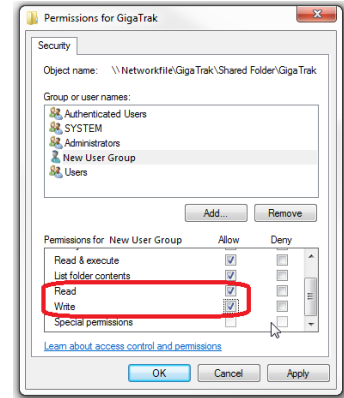 Permissions for GigaTrak
Security
Object name: \\Networkfile\GigaTrak\Shared Folder\GigaTrak
Group or user names:
Authenticated Users
SYSTEM
Administrators
New User Group
Users
Add... Remove
Permissions for New User Group Allow Deny
Read & execute
List folder contents
Read
Write
Special permissions
Learn about access control and permissions
OK Cancel Apply